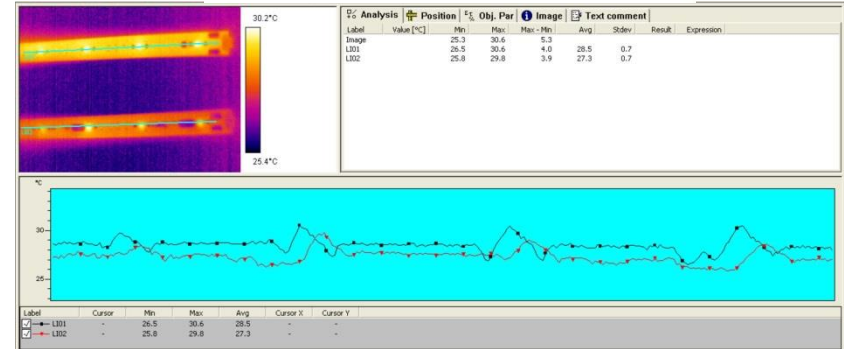 30.2°C
25.4°C
Analysis Position Obj. Par Image Text comment
Label Value [°C] Min Max Max - Min Avg Stdev Result Expression
Image 25.3 30.6 5.3
LI01 26.5 30.6 4.0 28.5 0.7
LI02 25.8 29.8 3.9 27.3 0.7
°C
30
25
Label Cursor Min Max Avg Cursor X Cursor Y
LI01 - 26.5 30.6 28.5 - -
LI02 - 25.8 29.8 27.3 - -